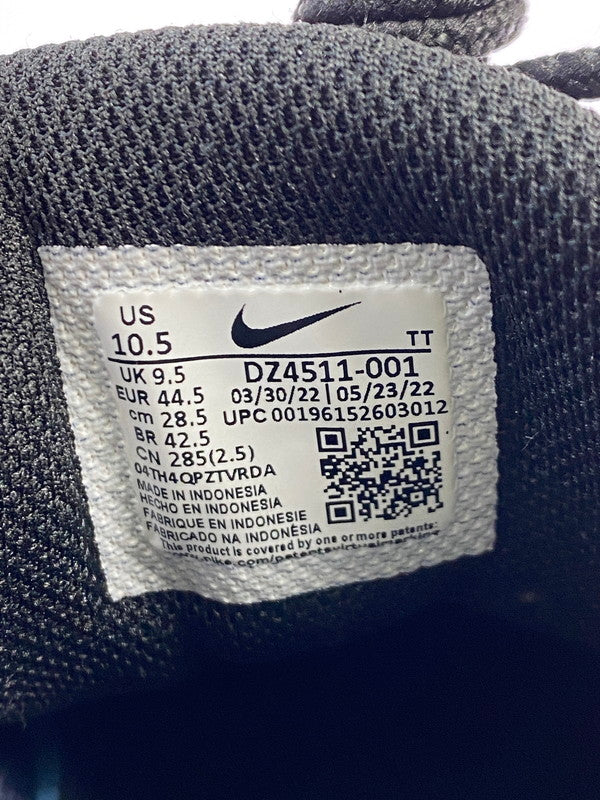 US
10.5 TT
UK 9.5 DZ4511-001
EUR 44.5 03/30/22 | 05/23/22
cm 28.5 UPC 00196152603012
BR 42.5
CN 285(2.5)
04TH4QPZTVRDA
MADE IN INDONESIA
HECHO EN INDONESIA
FABRIQUE EN INDONESIE
FABRICADO NA INDONÉSIA
This product is covered by one or more patents: